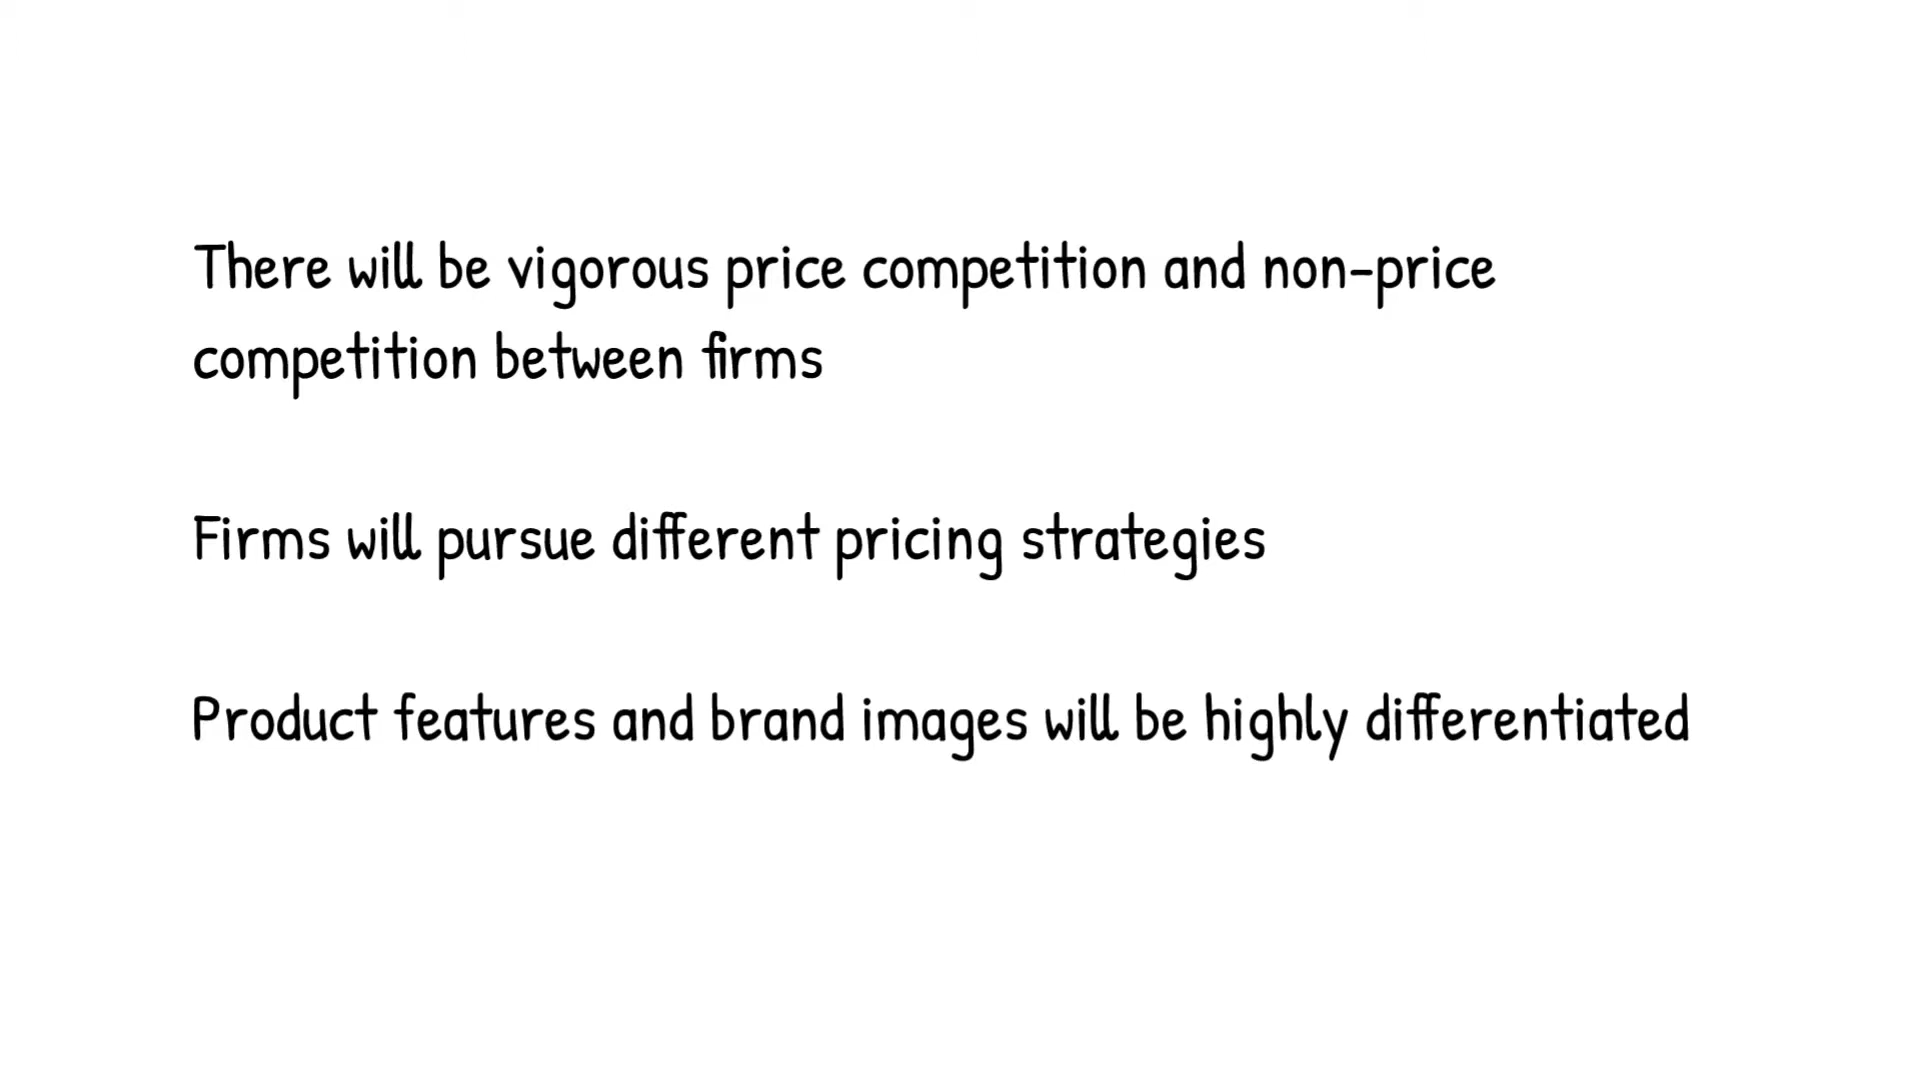 There will be vigorous price competition and non-price
competition between firms
Firms will pursue different pricing strategies
Product features and brand images will be highly differentiated